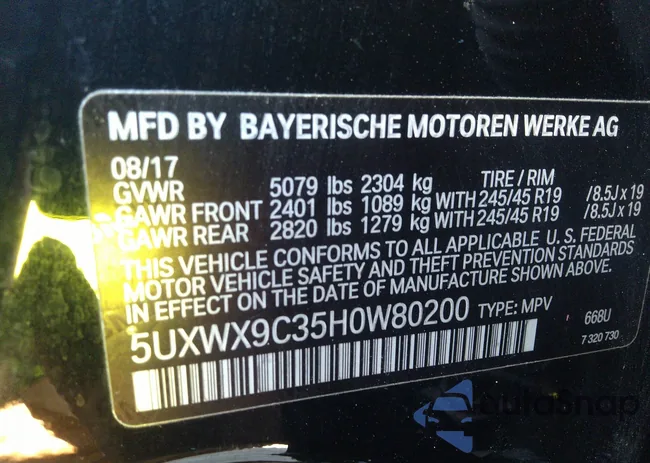 MFD BY BAYERISCHE MOTOREN WERKE AG
08/17
GVWR 5079 lbs 2304 kg TIRE / RIM
GAWR FRONT 2401 lbs 1089 kg WITH 245/45 R19 /8.5J x 19
GAWR REAR 2820 lbs 1279 kg WITH 245/45 R19 /8.5J x 19
THIS VEHICLE CONFORMS TO ALL APPLICABLE U. S. FEDERAL
MOTOR VEHICLE SAFETY AND THEFT PREVENTION STANDARDS
IN EFFECT ON THE DATE OF MANUFACTURE SHOWN ABOVE.
5UXWX9C35H0W80200 TYPE: MPV 668U
7 320 730
autoSnap